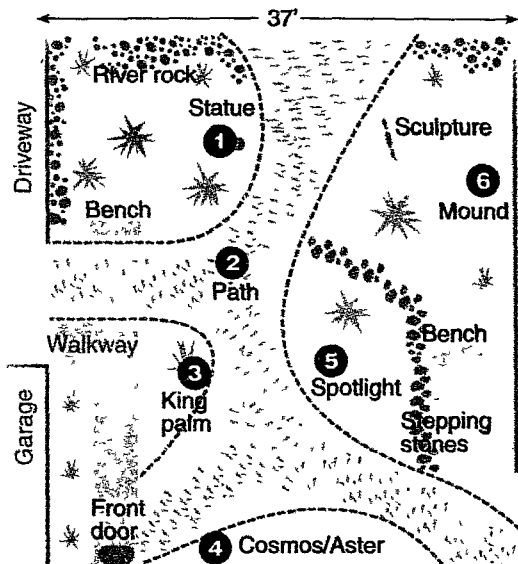 37'
River rock
Statue
1
Driveway
Sculpture
6
Mound
Bench
2
Path
Walkway
Bench
3
King
palm
5
Spotlight
Garage
Stepping
stones
Front
door
4
Cosmos/Aster